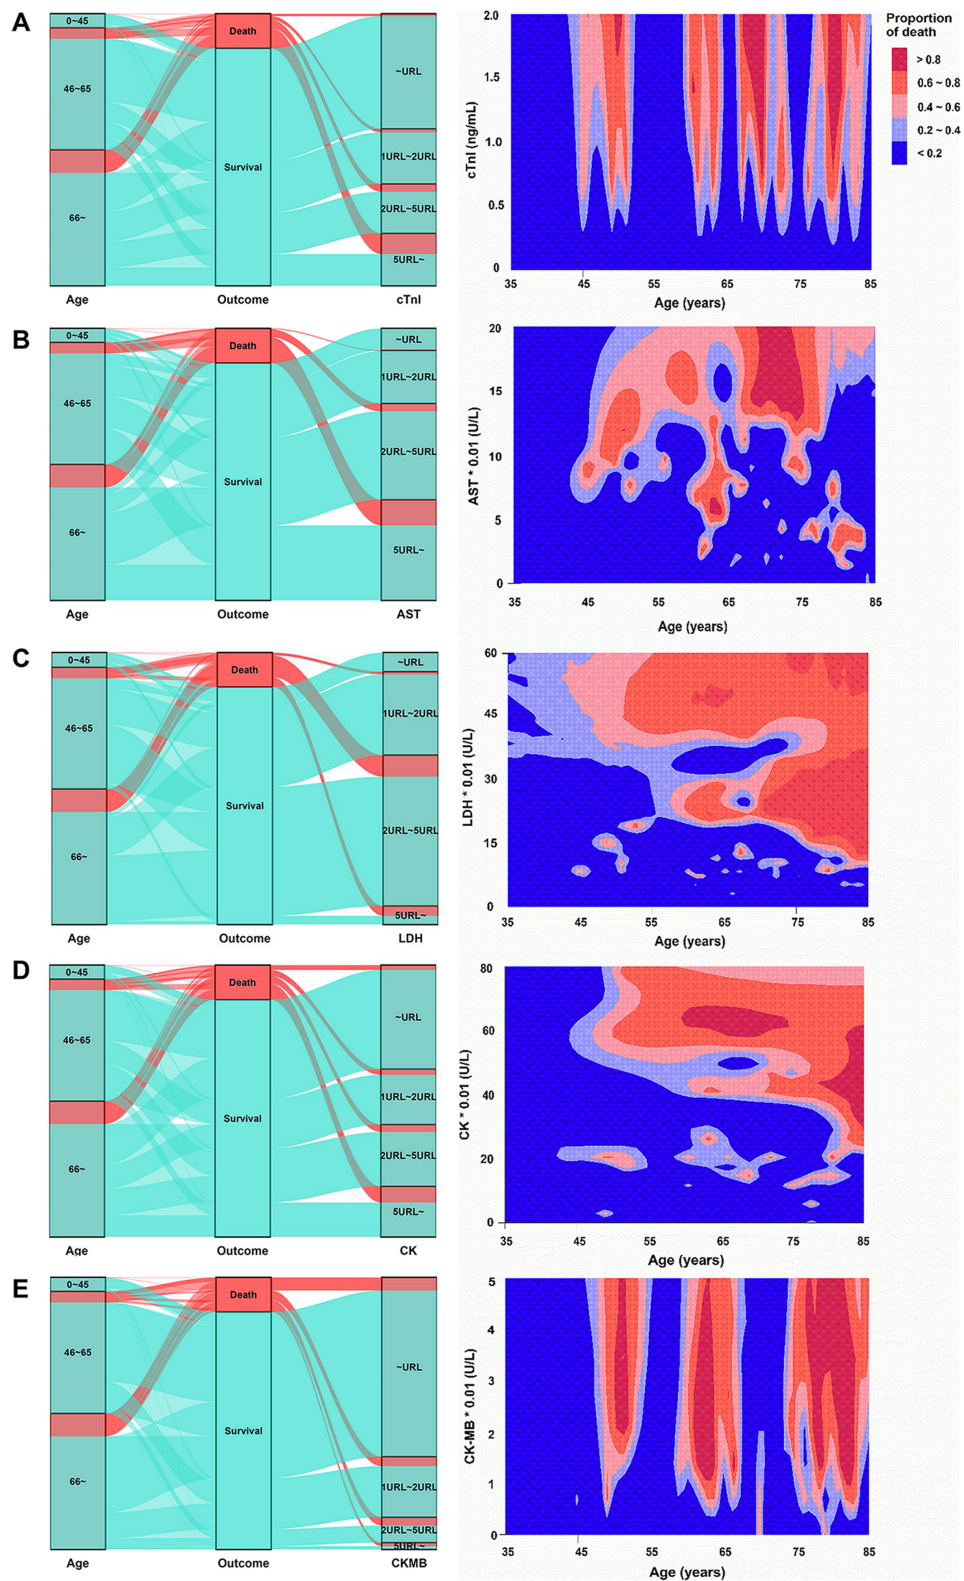 A
0~45
46~65
66~
Death
Survival
~URL
1URL~2URL
2URL~5URL
5URL~
Age
Outcome
cTnI
cTnI (ng/mL)
2.0
1.5
1.0
0.5
0
35
45
55
65
75
85
Age (years)
Proportion
of death
> 0.8
0.6 ~ 0.8
0.4 ~ 0.6
0.2 ~ 0.4
< 0.2
B
0~45
46~65
66~
Death
Survival
~URL
1URL~2URL
2URL~5URL
5URL~
Age
Outcome
AST
AST * 0.01 (U/L)
20
15
10
5
0
35
45
55
65
75
85
Age (years)
C
0~45
46~65
66~
Death
Survival
~URL
1URL~2URL
2URL~5URL
5URL~
Age
Outcome
LDH
LDH * 0.01 (U/L)
60
45
30
15
0
35
45
55
65
75
85
Age (years)
D
0~45
46~65
66~
Death
Survival
~URL
1URL~2URL
2URL~5URL
5URL~
Age
Outcome
CK
CK * 0.01 (U/L)
80
60
40
20
0
35
45
55
65
75
85
Age (years)
E
0~45
46~65
66~
Death
Survival
~URL
1URL~2URL
2URL~5URL
5URL~
Age
Outcome
CKMB
CK-MB * 0.01 (U/L)
5
4
3
2
1
0
35
45
55
65
75
85
Age (years)